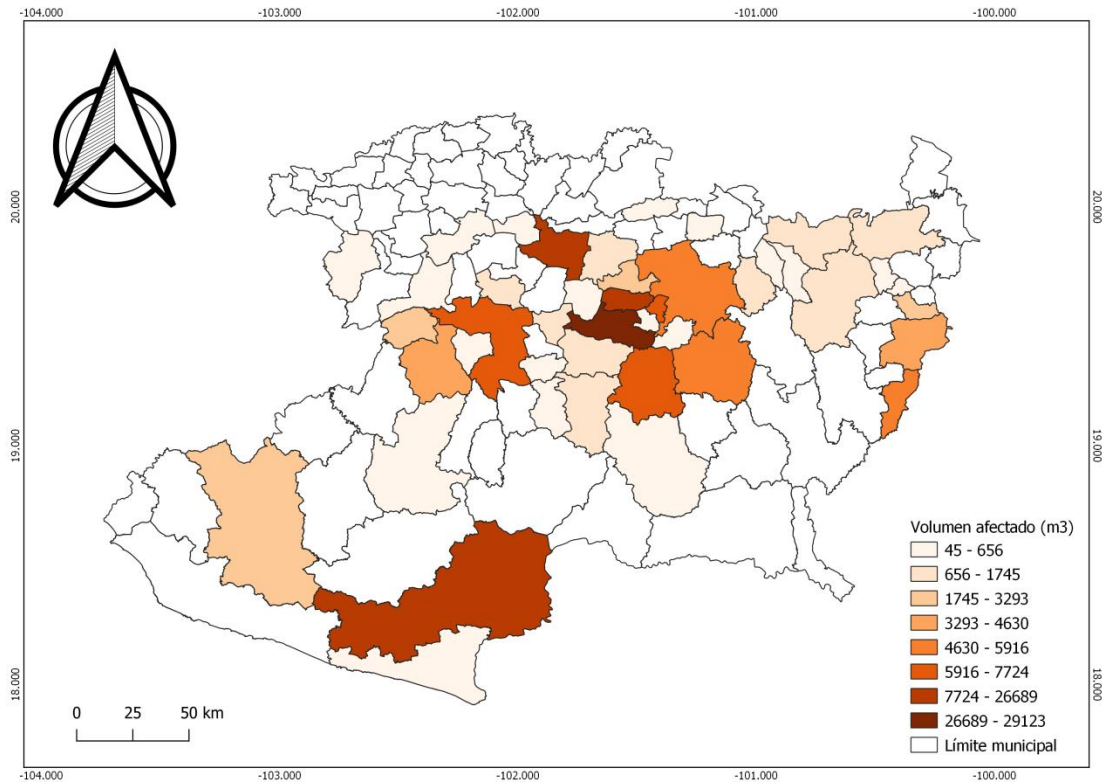 -104.000 -103.000 -102.000 -101.000 -100.000
20.000 20.000
19.000 19.000
Volumen afectado (m3)
45 - 656
656 - 1745
1745 - 3293
3293 - 4630
4630 - 5916
5916 - 7724
7724 - 26689
26689 - 29123
Límite municipal
18.000 18.000
0 25 50 km
-104.000 -103.000 -102.000 -101.000 -100.000